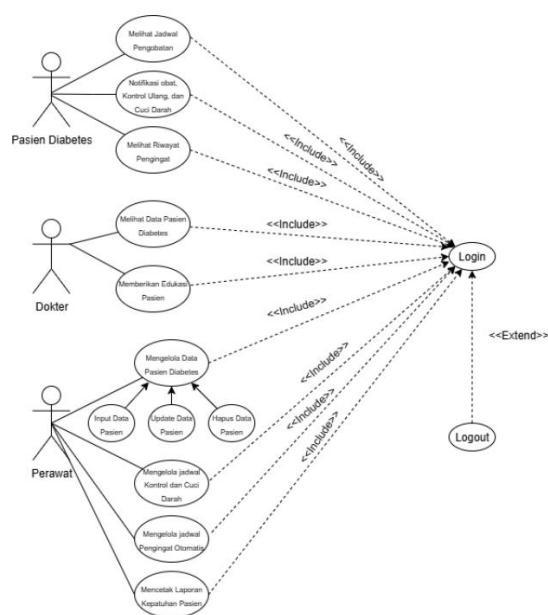 Melihat Jadwal
Pengobatan
Notifikasi obat,
Kontrol Ulang, dan
Cuci Darah
Melihat Riwayat
Pengingat
Pasien Diabetes
<<Include>>
<<Include>>
<<Include>>
Melihat Data Pasien
Diabetes
Memberikan Edukasi
Pasien
Dokter
<<Include>>
<<Include>>
Login
<<Extend>>
Logout
Mengelola Data
Pasien Diabetes
Input Data
Pasien
Update Data
Pasien
Hapus Data
Pasien
Perawat
Mengelola jadwal
Kontrol dan Cuci
Darah
Mengelola jadwal
Pengingat Otomatis
Mencetak Laporan
Kepatuhan Pasien
<<Include>>
<<Include>>
<<Include>>
<<Include>>